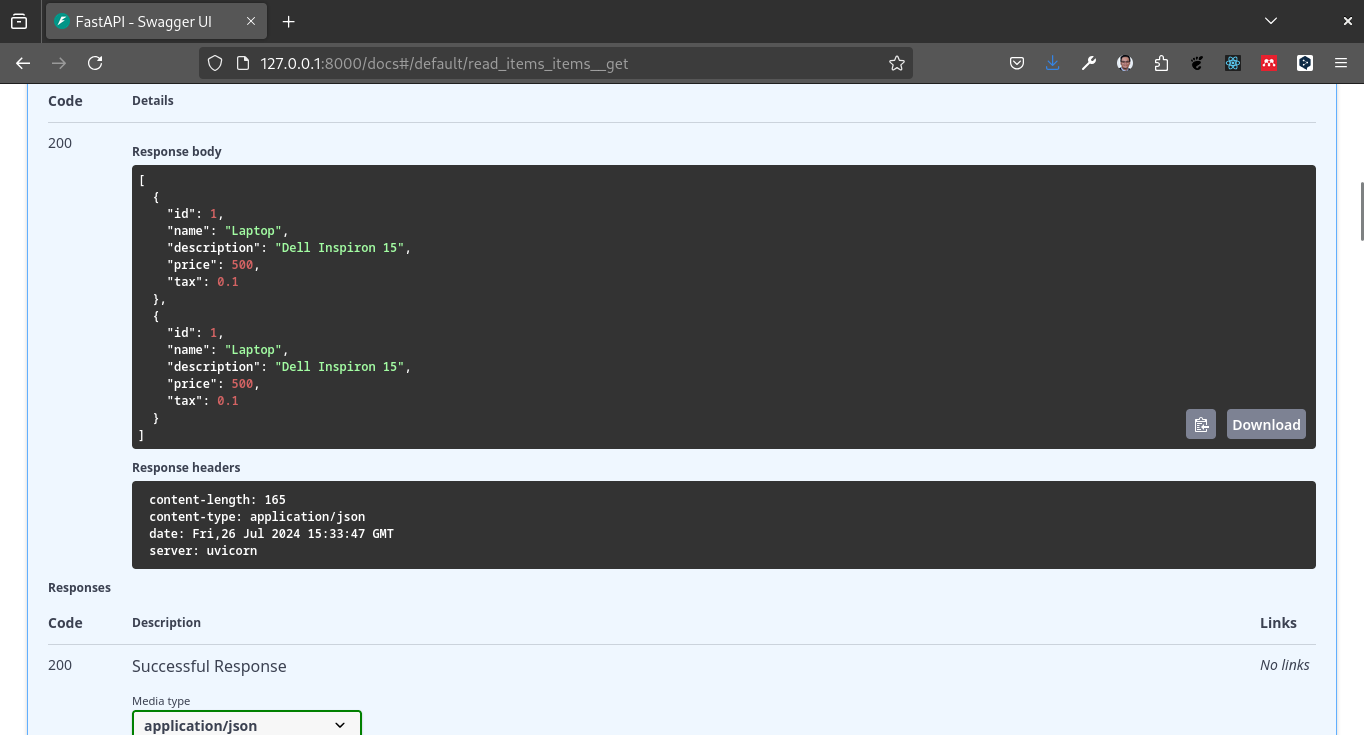 FastAPI - Swagger UI
127.0.0.1:8000/docs#/default/read_items_items__get
Code Details
200
Response body
[
{
"id": 1,
"name": "Laptop",
"description": "Dell Inspiron 15",
"price": 500,
"tax": 0.1
},
{
"id": 1,
"name": "Laptop",
"description": "Dell Inspiron 15",
"price": 500,
"tax": 0.1
}
]
Download
Response headers
content-length: 165
content-type: application/json
date: Fri,26 Jul 2024 15:33:47 GMT
server: uvicorn
Responses
Code Description Links
200 Successful Response No links
Media type
application/json